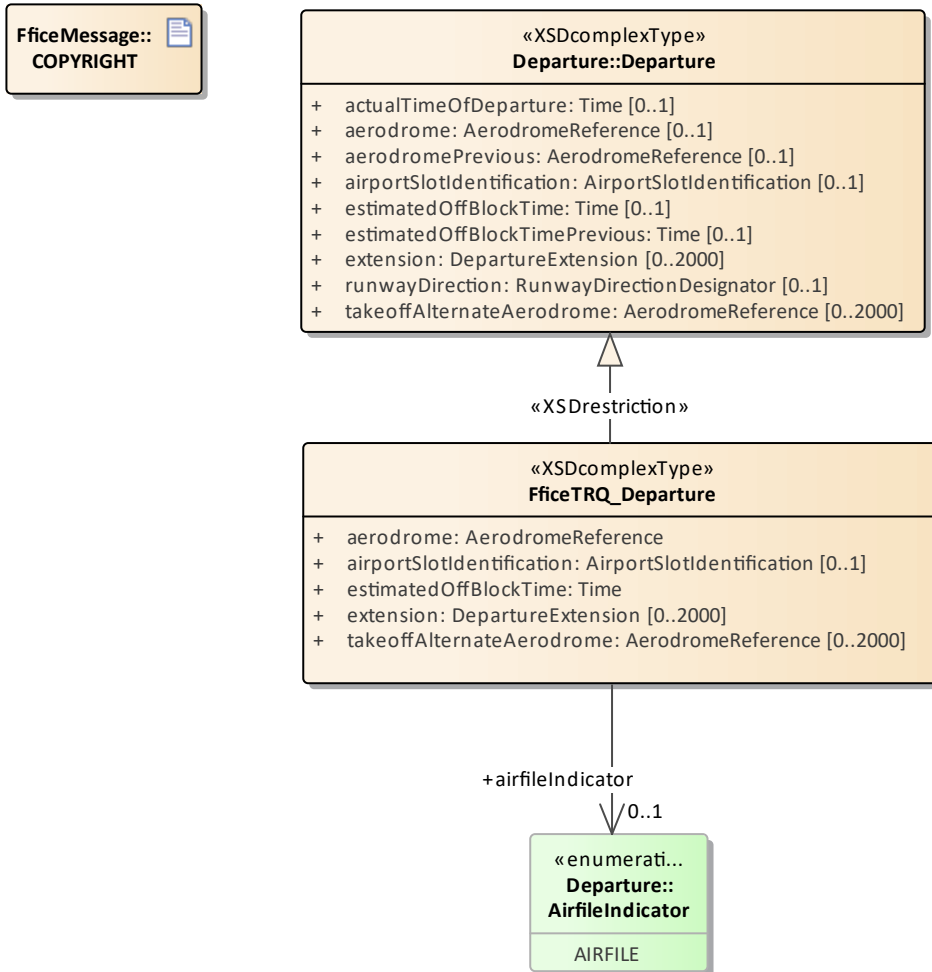 FficeMessage::
COPYRIGHT
«XSDcomplexType»
Departure::Departure
+ actualTimeOfDeparture: Time [0..1]
+ aerodrome: AerodromeReference [0..1]
+ aerodromePrevious: AerodromeReference [0..1]
+ airportSlotIdentification: AirportSlotIdentification [0..1]
+ estimatedOffBlockTime: Time [0..1]
+ estimatedOffBlockTimePrevious: Time [0..1]
+ extension: DepartureExtension [0..2000]
+ runwayDirection: RunwayDirectionDesignator [0..1]
+ takeoffAlternateAerodrome: AerodromeReference [0..2000]
«XSDrestriction»
«XSDcomplexType»
FficeTRQ_Departure
+ aerodrome: AerodromeReference
+ airportSlotIdentification: AirportSlotIdentification [0..1]
+ estimatedOffBlockTime: Time
+ extension: DepartureExtension [0..2000]
+ takeoffAlternateAerodrome: AerodromeReference [0..2000]
+airfileIndicator
0..1
«enumerati...
Departure::
AirfileIndicator
AIRFILE